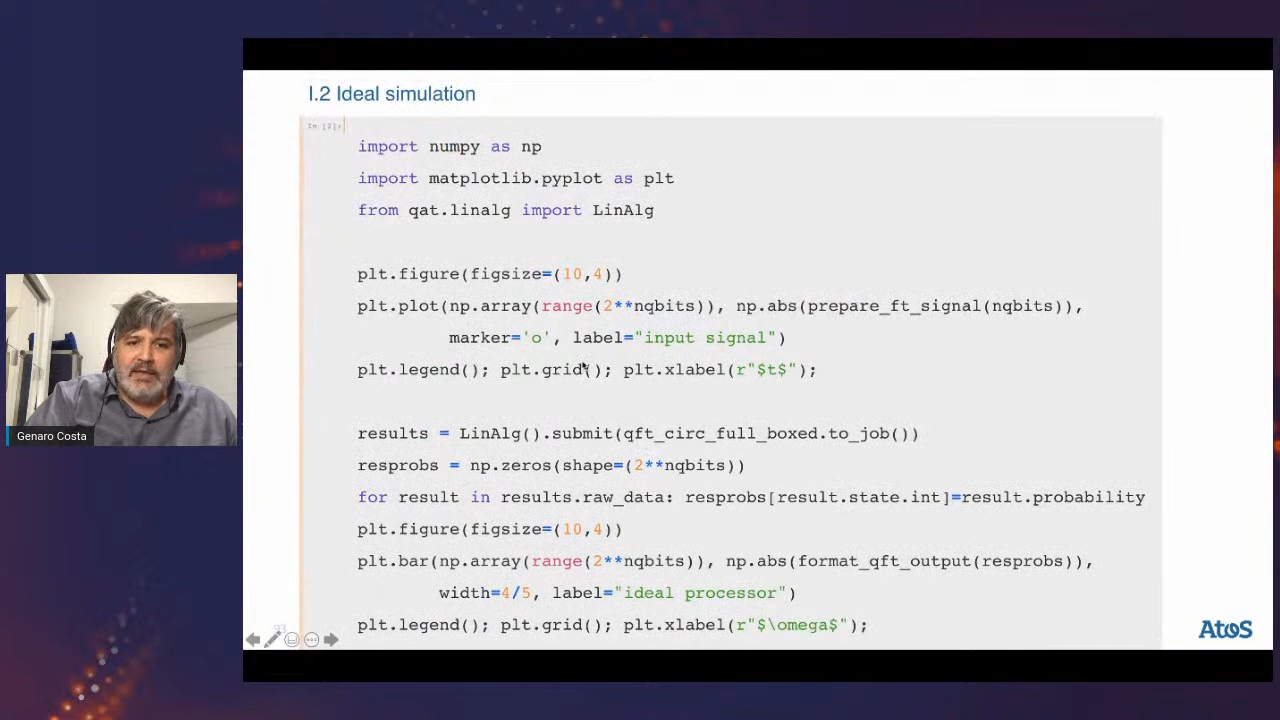 I.2 Ideal simulation
In [2]:
import numpy as np
import matplotlib.pyplot as plt
from qat.linalg import LinAlg
plt.figure(figsize=(10,4))
plt.plot(np.array(range(2**nqbits)), np.abs(prepare_ft_signal(nqbits)),
marker='o', label="input signal")
plt.legend(); plt.grid(); plt.xlabel(r"$t$");
results = LinAlg().submit(qft_circ_full_boxed.to_job())
resprobs = np.zeros(shape=(2**nqbits))
for result in results.raw_data: resprobs[result.state.int]=result.probability
plt.figure(figsize=(10,4))
plt.bar(np.array(range(2**nqbits)), np.abs(format_qft_output(resprobs)),
width=4/5, label="ideal processor")
plt.legend(); plt.grid(); plt.xlabel(r"$\omega$");
Genaro Costa
Atos